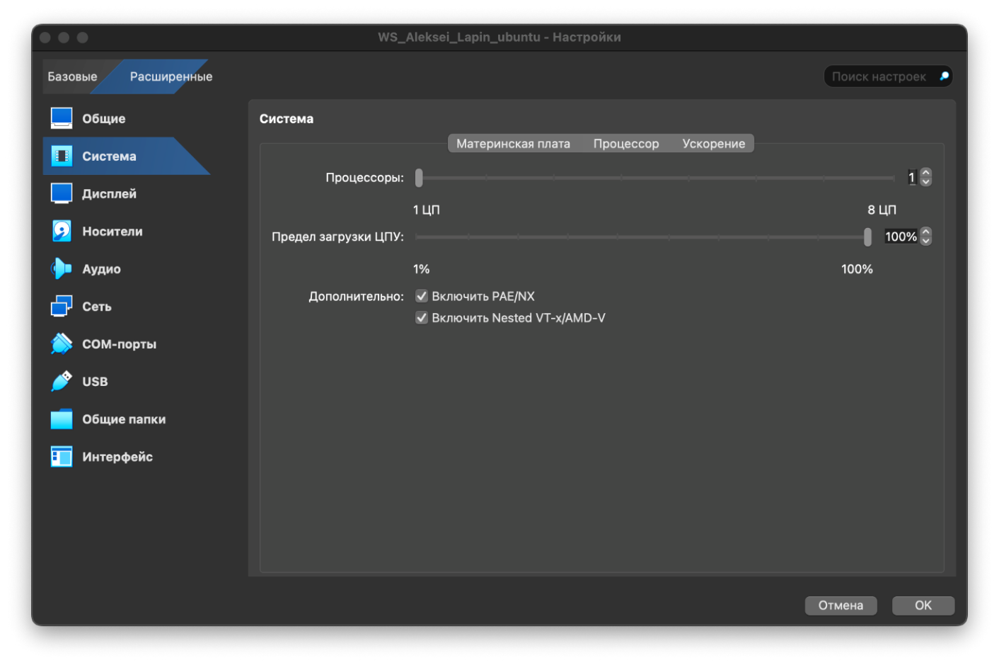 WS_Aleksei_Lapin_ubuntu - Настройки
Базовые Расширенные
Поиск настроек
Общие
Система
Дисплей
Носители
Аудио
Сеть
COM-порты
USB
Общие папки
Интерфейс
Система
Материнская плата Процессор Ускорение
Процессоры: 1
1 ЦП 8 ЦП
Предел загрузки ЦПУ: 100%
1% 100%
Дополнительно: Включить PAE/NX
Включить Nested VT-x/AMD-V
Отмена OK